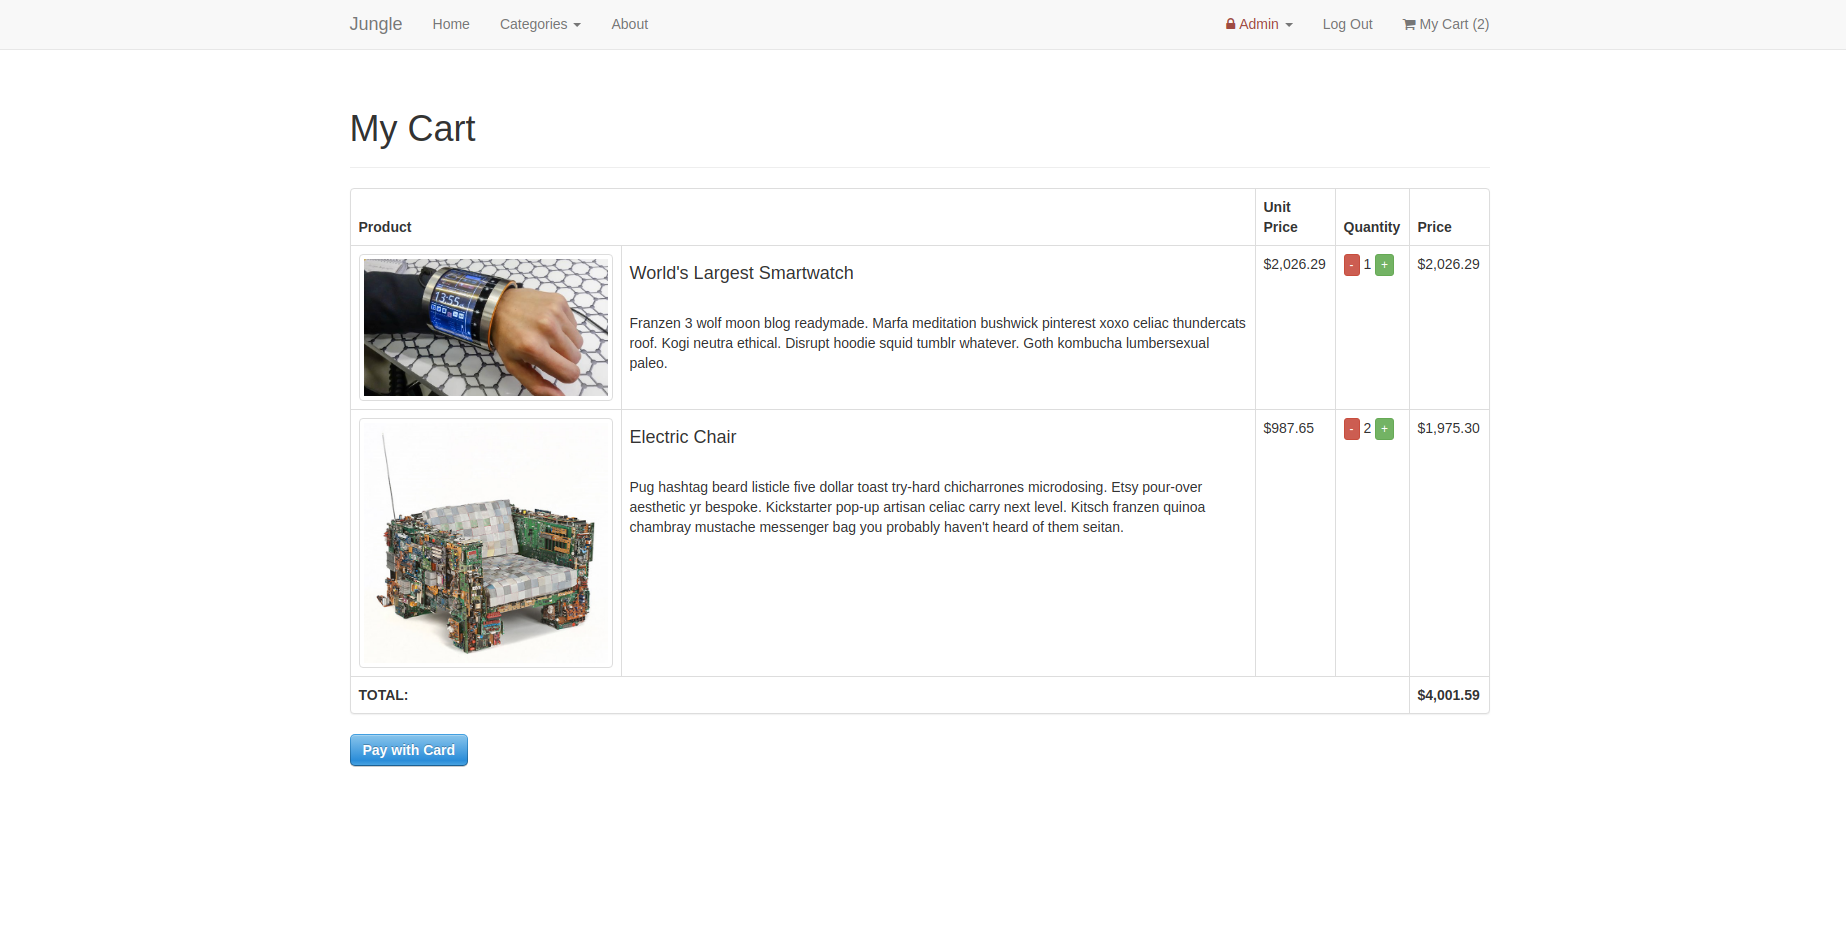 Jungle Home Categories About Admin Log Out My Cart (2)
My Cart
Product Unit Price Quantity Price
World's Largest Smartwatch $2,026.29 - 1 + $2,026.29
13:55
Franzen 3 wolf moon blog readymade. Marfa meditation bushwick pinterest xoxo celiac thundercats
roof. Kogi neutra ethical. Disrupt hoodie squid tumblr whatever. Goth kombucha lumbersexual
paleo.
Electric Chair $987.65 - 2 + $1,975.30
Pug hashtag beard listicle five dollar toast try-hard chicharrones microdosing. Etsy pour-over
aesthetic yr bespoke. Kickstarter pop-up artisan celiac carry next level. Kitsch franzen quinoa
chambray mustache messenger bag you probably haven't heard of them seitan.
TOTAL: $4,001.59
Pay with Card